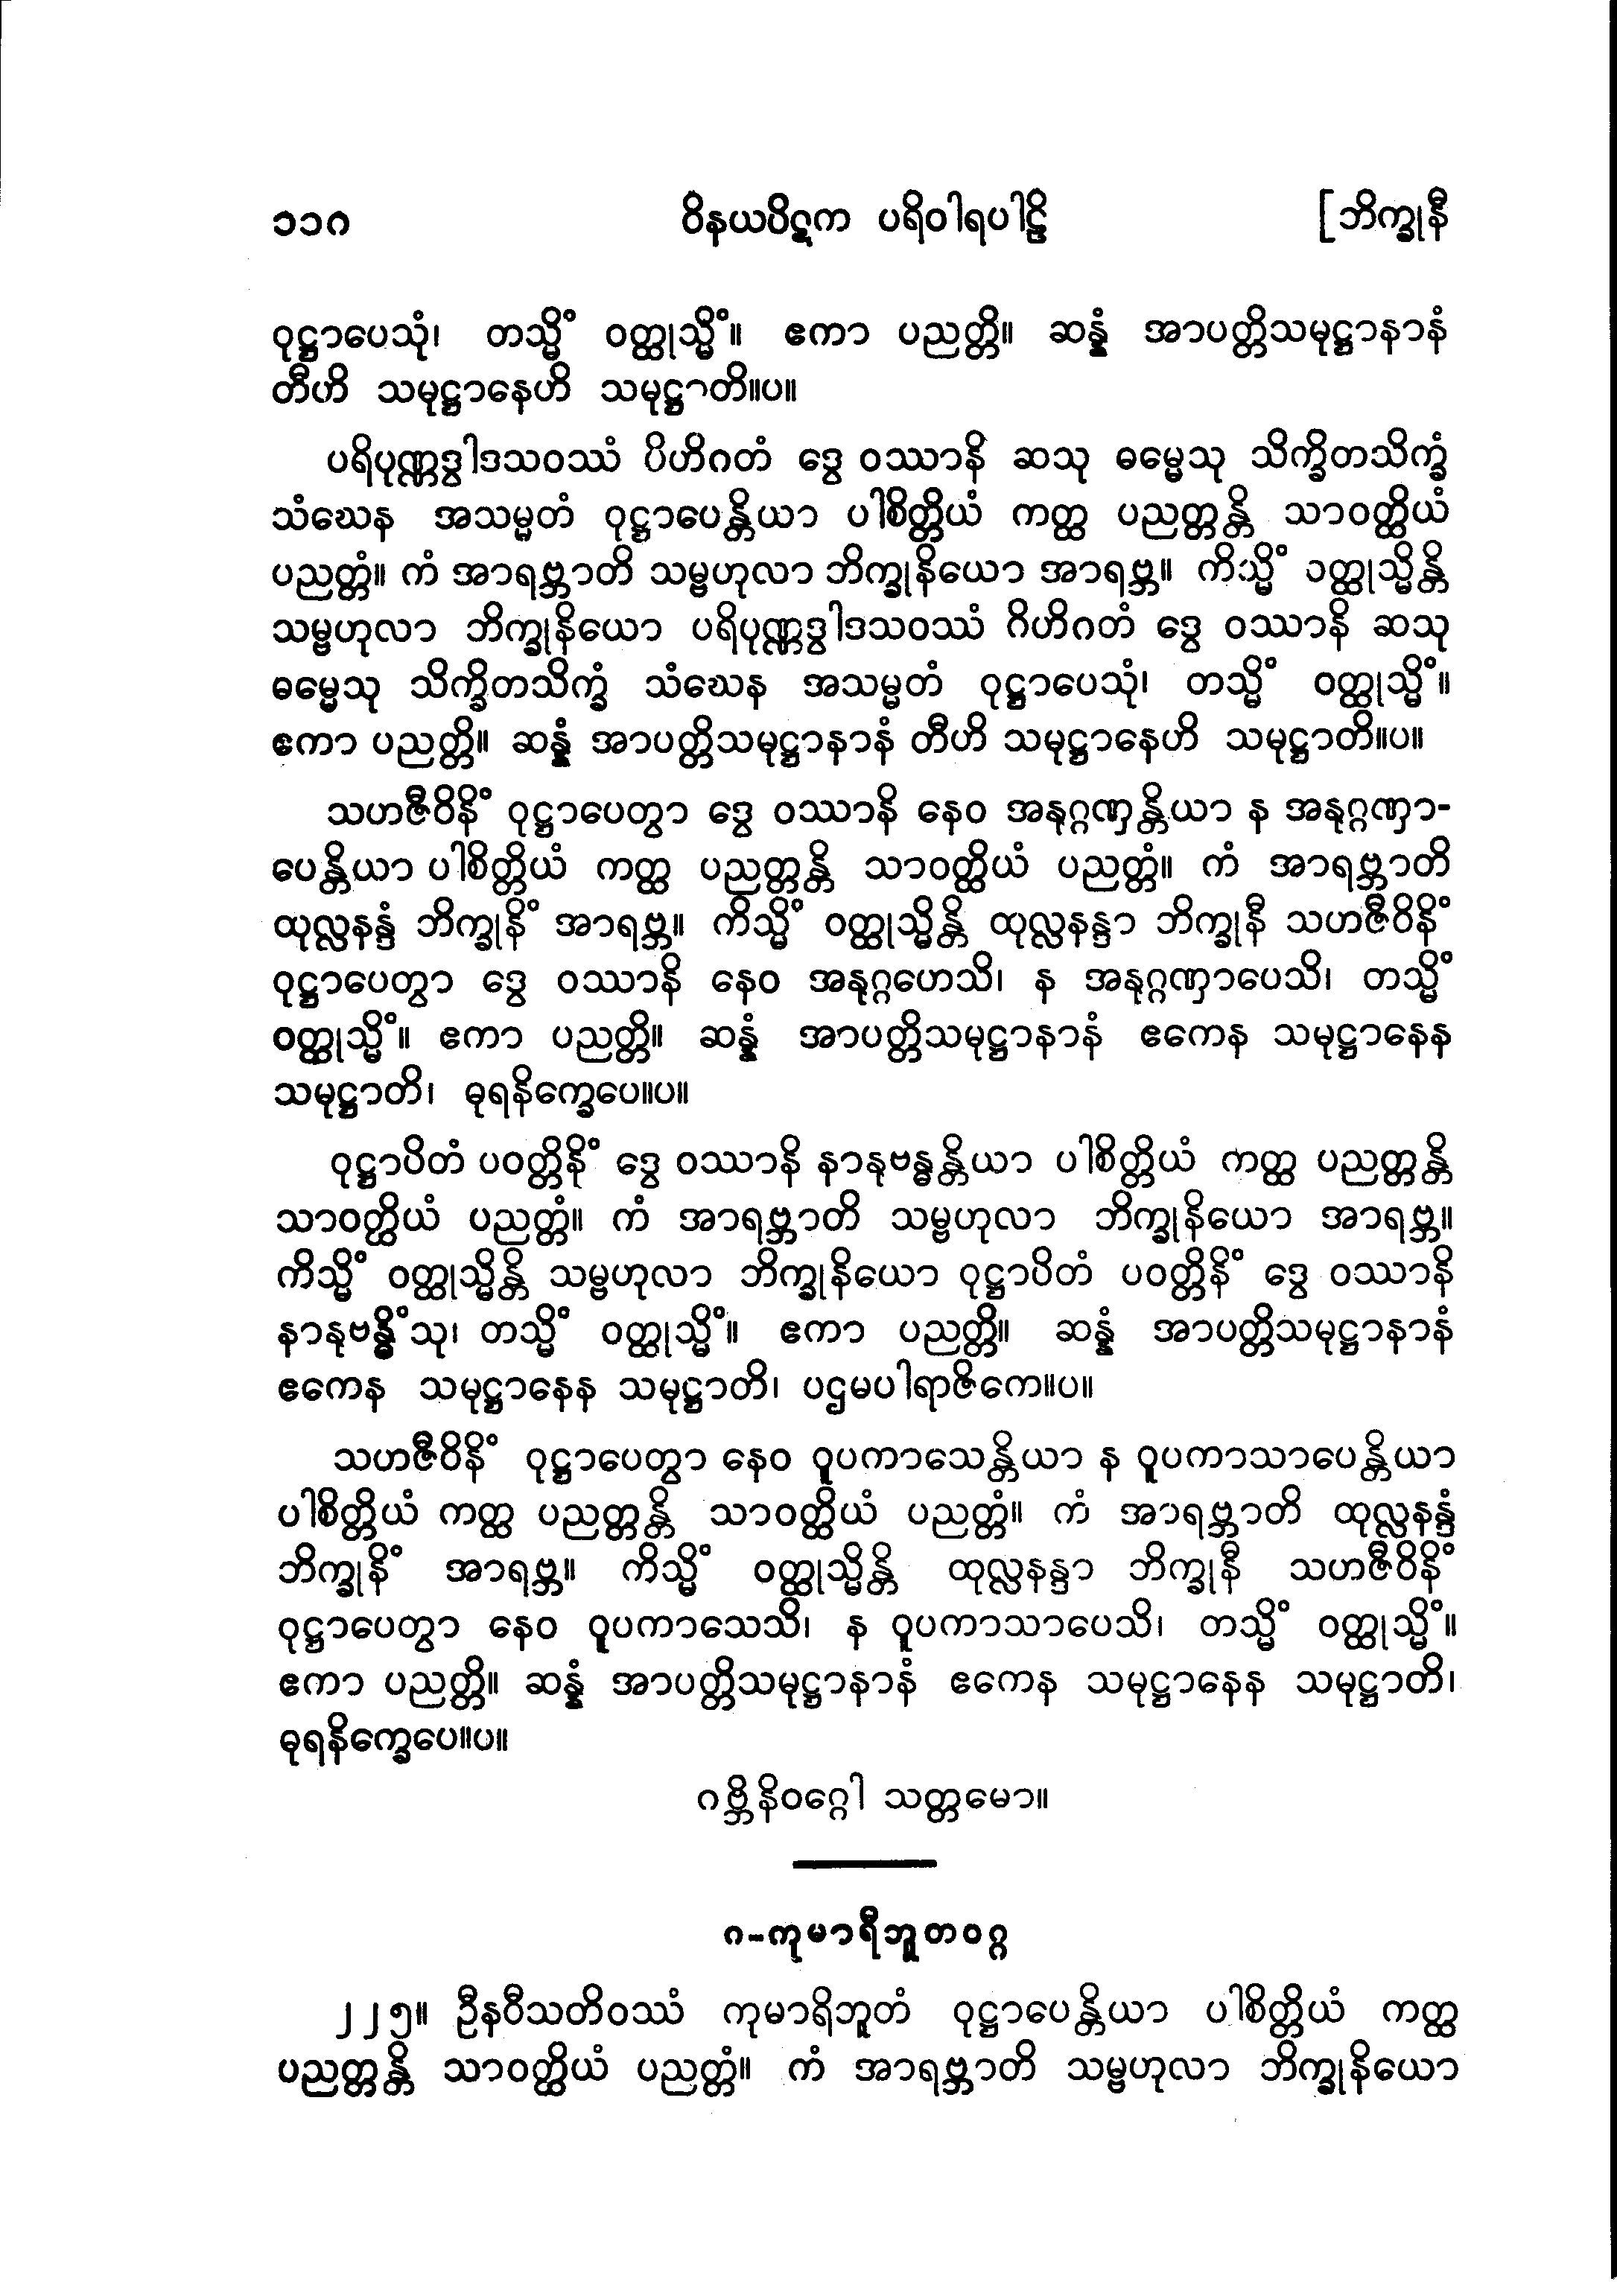 ၁၁၈ ဝိနယပိဋက ပရိဝါရပါဠိ [ဘိက္ခုနီ
ဝုဋ္ဌာပေသုံ၊ တသ္မိံ ဝတ္ထုသ္မိံ။ ဧကာ ပညတ္တိ။ ဆန္နံ အာပတ္တိသမုဋ္ဌာနာနံ
တီဟိ သမုဋ္ဌာနေဟိ သမုဋ္ဌာတိ။ပ။
ပရိပုဏ္ဏဒွါဒသဝဿံ ဂိဟိဂတံ ဒွေ ဝဿာနိ ဆသု ဓမ္မေသု သိက္ခိတသိက္ခံ
သံဃေန အသမ္မတံ ဝုဋ္ဌာပေန္တိယာ ပါစိတ္တိယံ ကတ္ထ ပညတ္တန္တိ သာဝတ္ထိယံ
ပညတ္တံ။ ကံ အာရဗ္ဘာတိ သမ္ဗဟုလာ ဘိက္ခုနိယော အာရဗ္ဘ။ ကိသ္မိံ ဝတ္ထုသ္မိန္တိ
သမ္ဗဟုလာ ဘိက္ခုနိယော ပရိပုဏ္ဏဒွါဒသဝဿံ ဂိဟိဂတံ ဒွေ ဝဿာနိ ဆသု
ဓမ္မေသု သိက္ခိတသိက္ခံ သံဃေန အသမ္မတံ ဝုဋ္ဌာပေသုံ၊ တသ္မိံ ဝတ္ထုသ္မိံ။
ဧကာ ပညတ္တိ။ ဆန္နံ အာပတ္တိသမုဋ္ဌာနာနံ တီဟိ သမုဋ္ဌာနေဟိ သမုဋ္ဌာတိ။ပ။
သဟဇီဝိနိံ ဝုဋ္ဌာပေတွာ ဒွေ ဝဿာနိ နေဝ အနုဂ္ဂဏှန္တိယာ န အနုဂ္ဂဏှာ-
ပေန္တိယာ ပါစိတ္တိယံ ကတ္ထ ပညတ္တန္တိ သာဝတ္ထိယံ ပညတ္တံ။ ကံ အာရဗ္ဘာတိ
ထုလ္လနန္ဒံ ဘိက္ခုနိံ အာရဗ္ဘ။ ကိသ္မိံ ဝတ္ထုသ္မိန္တိ ထုလ္လနန္ဒာ ဘိက္ခုနီ သဟဇီဝိနိံ
ဝုဋ္ဌာပေတွာ ဒွေ ဝဿာနိ နေဝ အနုဂ္ဂဟေသိ၊ န အနုဂ္ဂဏှာပေသိ၊ တသ္မိံ
ဝတ္ထုသ္မိံ။ ဧကာ ပညတ္တိ။ ဆန္နံ အာပတ္တိသမုဋ္ဌာနာနံ ဧကေန သမုဋ္ဌာနေန
သမုဋ္ဌာတိ၊ ဓုရနိက္ခေပေ။ပ။
ဝုဋ္ဌာပိတံ ပဝတ္တိနိံ ဒွေ ဝဿာနိ နာနုဗန္ဓန္တိယာ ပါစိတ္တိယံ ကတ္ထ ပညတ္တန္တိ
သာဝတ္ထိယံ ပညတ္တံ။ ကံ အာရဗ္ဘာတိ သမ္ဗဟုလာ ဘိက္ခုနိယော အာရဗ္ဘ။
ကိသ္မိံ ဝတ္ထုသ္မိန္တိ သမ္ဗဟုလာ ဘိက္ခုနိယော ဝုဋ္ဌာပိတံ ပဝတ္တိနိံ ဒွေ ဝဿာနိ
နာနုဗန္ဓိံသု၊ တသ္မိံ ဝတ္ထုသ္မိံ။ ဧကာ ပညတ္တိ။ ဆန္နံ အာပတ္တိသမုဋ္ဌာနာနံ
ဧကေန သမုဋ္ဌာနေန သမုဋ္ဌာတိ၊ ပဌမပါရာဇိကေ။ပ။
သဟဇီဝိနိံ ဝုဋ္ဌာပေတွာ နေဝ ဝူပကာသေန္တိယာ န ဝူပကာသာပေန္တိယာ
ပါစိတ္တိယံ ကတ္ထ ပညတ္တန္တိ သာဝတ္ထိယံ ပညတ္တံ။ ကံ အာရဗ္ဘာတိ ထုလ္လနန္ဒံ
ဘိက္ခုနိံ အာရဗ္ဘ။ ကိသ္မိံ ဝတ္ထုသ္မိန္တိ ထုလ္လနန္ဒာ ဘိက္ခုနီ သဟဇီဝိနိံ
ဝုဋ္ဌာပေတွာ နေဝ ဝူပကာသေသိ၊ န ဝူပကာသာပေသိ၊ တသ္မိံ ဝတ္ထုသ္မိံ။
ဧကာ ပညတ္တိ။ ဆန္နံ အာပတ္တိသမုဋ္ဌာနာနံ ဧကေန သမုဋ္ဌာနေန သမုဋ္ဌာတိ၊
ဓုရနိက္ခေပေ။ပ။
ဂဗ္ဘိနိဝဂ္ဂေါ သတ္တမော။
၈-ကုမာရီဘူတဝဂ္ဂ
၂၂၅။ ဦနဝီသတိဝဿံ ကုမာရိဘူတံ ဝုဋ္ဌာပေန္တိယာ ပါစိတ္တိယံ ကတ္ထ
ပညတ္တန္တိ သာဝတ္ထိယံ ပညတ္တံ။ ကံ အာရဗ္ဘာတိ သမ္ဗဟုလာ ဘိက္ခုနိယော